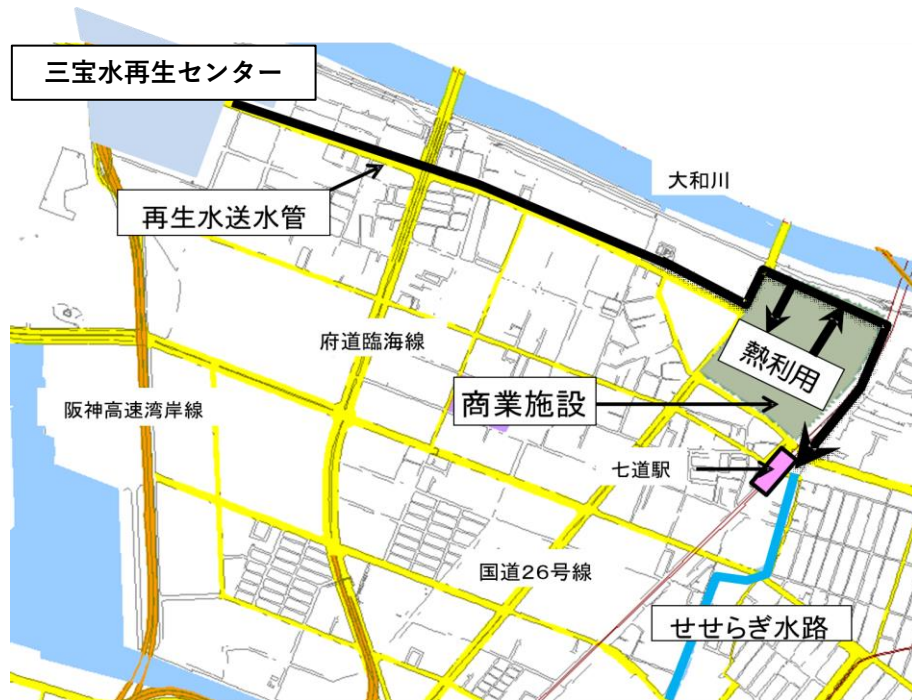 三宝水再生センター
大和川
再生水送水管
府道臨海線
熱利用
商業施設
阪神高速湾岸線
七道駅
国道26号線
せせらぎ水路